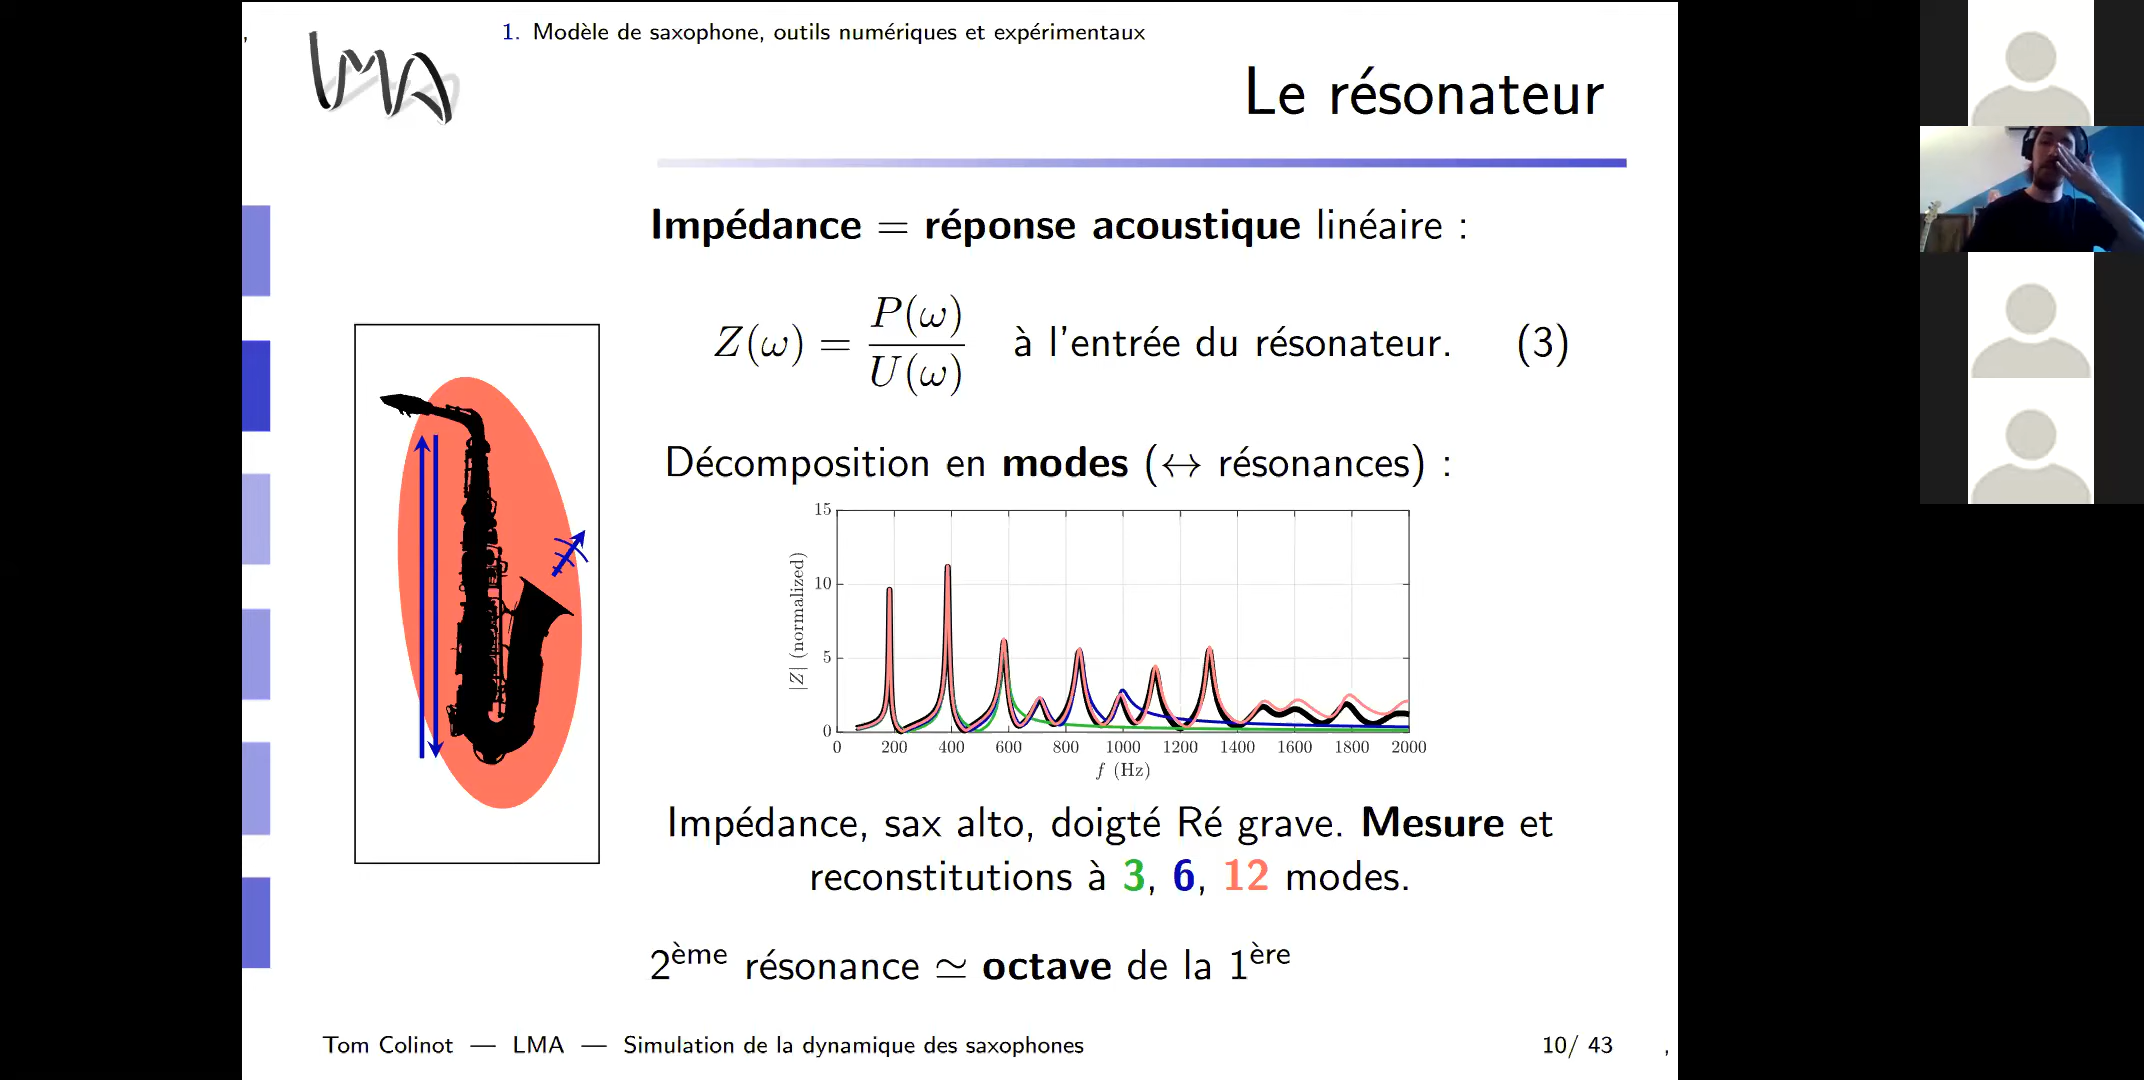 1. Modèle de saxophone, outils numériques et expérimentaux
LMA
Le résonateur
Impédance = réponse acoustique linéaire :
Z(ω) = P(ω) / U(ω) à l'entrée du résonateur. (3)
Décomposition en modes (↔ résonances) :
|Z| (normalized)
15
10
5
0
0 200 400 600 800 1000 1200 1400 1600 1800 2000
f (Hz)
Impédance, sax alto, doigté Ré grave. Mesure et
reconstitutions à 3, 6, 12 modes.
2ème résonance ≃ octave de la 1ère
Tom Colinot — LMA — Simulation de la dynamique des saxophones 10/ 43